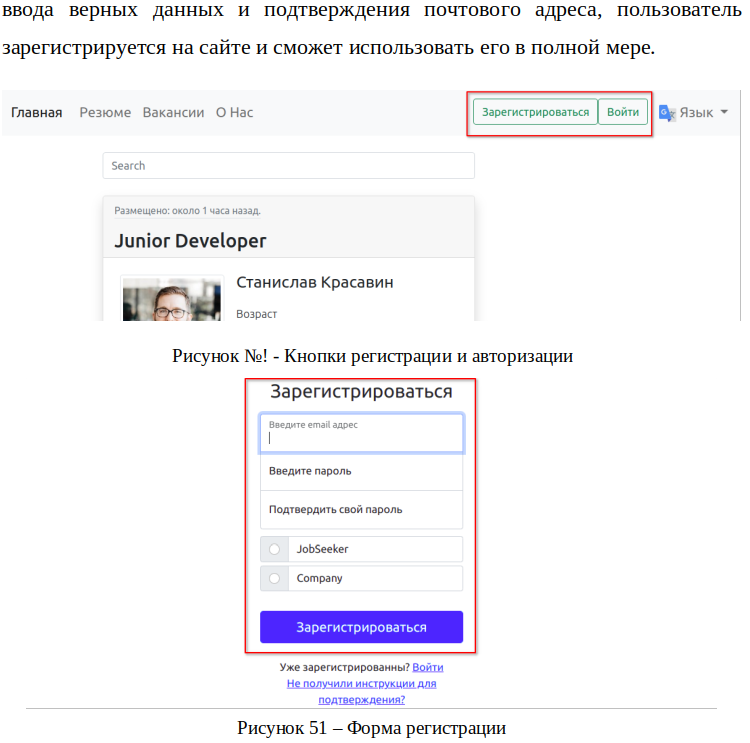 ввода верных данных и подтверждения почтового адреса, пользователь
зарегистрируется на сайте и сможет использовать его в полной мере.
Главная Резюме Вакансии О Нас Зарегистрироваться Войти Язык
Search
Размещено: около 1 часа назад.
Junior Developer
Станислав Красавин
Возраст
Рисунок №! - Кнопки регистрации и авторизации
Зарегистрироваться
Введите email адрес
Введите пароль
Подтвердить свой пароль
JobSeeker
Company
Зарегистрироваться
Уже зарегистрированны? Войти
Не получили инструкции для
подтверждения?
Рисунок 51 – Форма регистрации